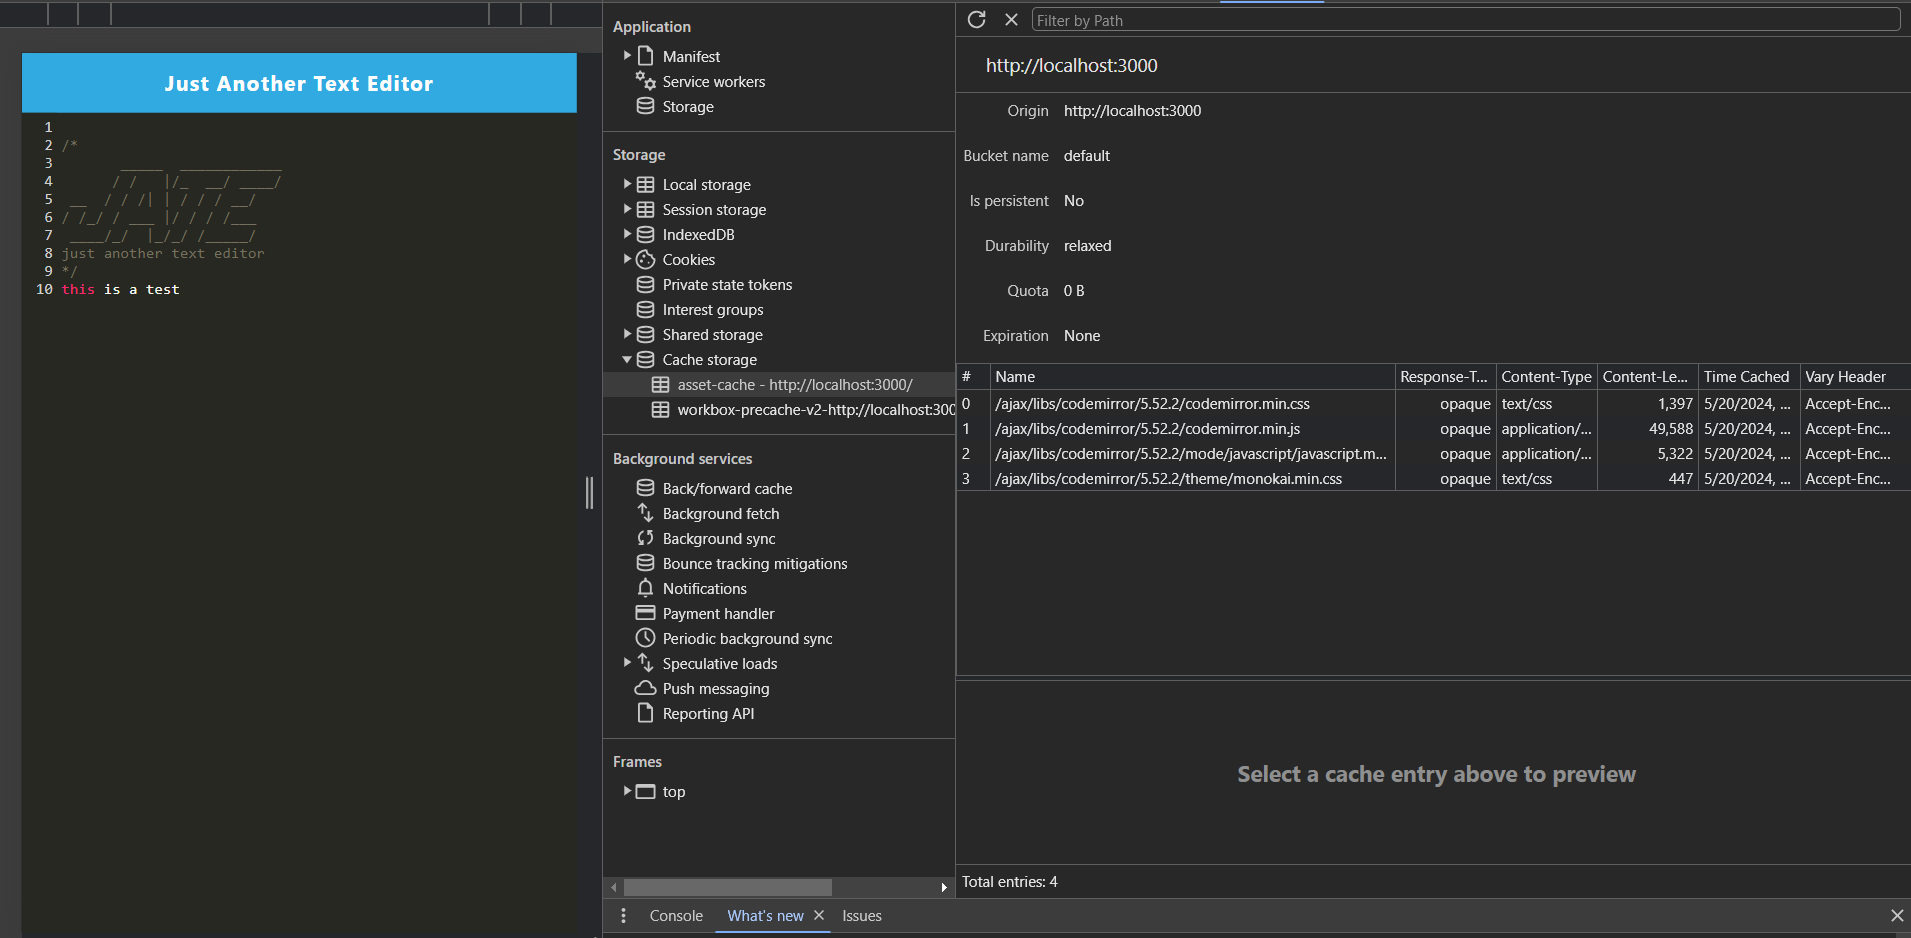 Just Another Text Editor
1
2 /*
3         _____  ____________
4        / /   |/_  __/ ____/
5   __  / / /| | / / / __/
6 / /_/ / ___ |/ / / /___
7  ____/_/  |_/_/ /_____/
8 just another text editor
9 */
10 this is a test
Application
Manifest
Service workers
Storage
Storage
Local storage
Session storage
IndexedDB
Cookies
Private state tokens
Interest groups
Shared storage
Cache storage
asset-cache - http://localhost:3000/
workbox-precache-v2-http://localhost:300
Background services
Back/forward cache
Background fetch
Background sync
Bounce tracking mitigations
Notifications
Payment handler
Periodic background sync
Speculative loads
Push messaging
Reporting API
Frames
top
Filter by Path
http://localhost:3000
Origin http://localhost:3000
Bucket name default
Is persistent No
Durability relaxed
Quota 0 B
Expiration None
# Name Response-T... Content-Type Content-Le... Time Cached Vary Header
0 /ajax/libs/codemirror/5.52.2/codemirror.min.css opaque text/css 1,397 5/20/2024, ... Accept-Enc...
1 /ajax/libs/codemirror/5.52.2/codemirror.min.js opaque application/... 49,588 5/20/2024, ... Accept-Enc...
2 /ajax/libs/codemirror/5.52.2/mode/javascript/javascript.m... opaque application/... 5,322 5/20/2024, ... Accept-Enc...
3 /ajax/libs/codemirror/5.52.2/theme/monokai.min.css opaque text/css 447 5/20/2024, ... Accept-Enc...
Select a cache entry above to preview
Total entries: 4
Console What's new Issues